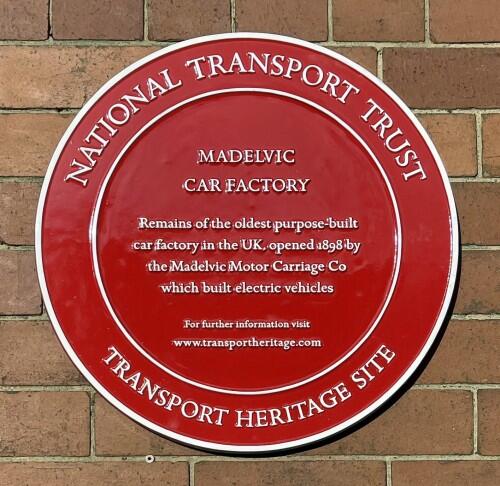 NATIONAL TRANSPORT TRUST
MADELVIC
CAR FACTORY
Remains of the oldest purpose-built
car factory in the UK, opened 1898 by
the Madelvic Motor Carriage Co
which built electric vehicles
For further information visit
www.transportheritage.com
TRANSPORT HERITAGE SITE